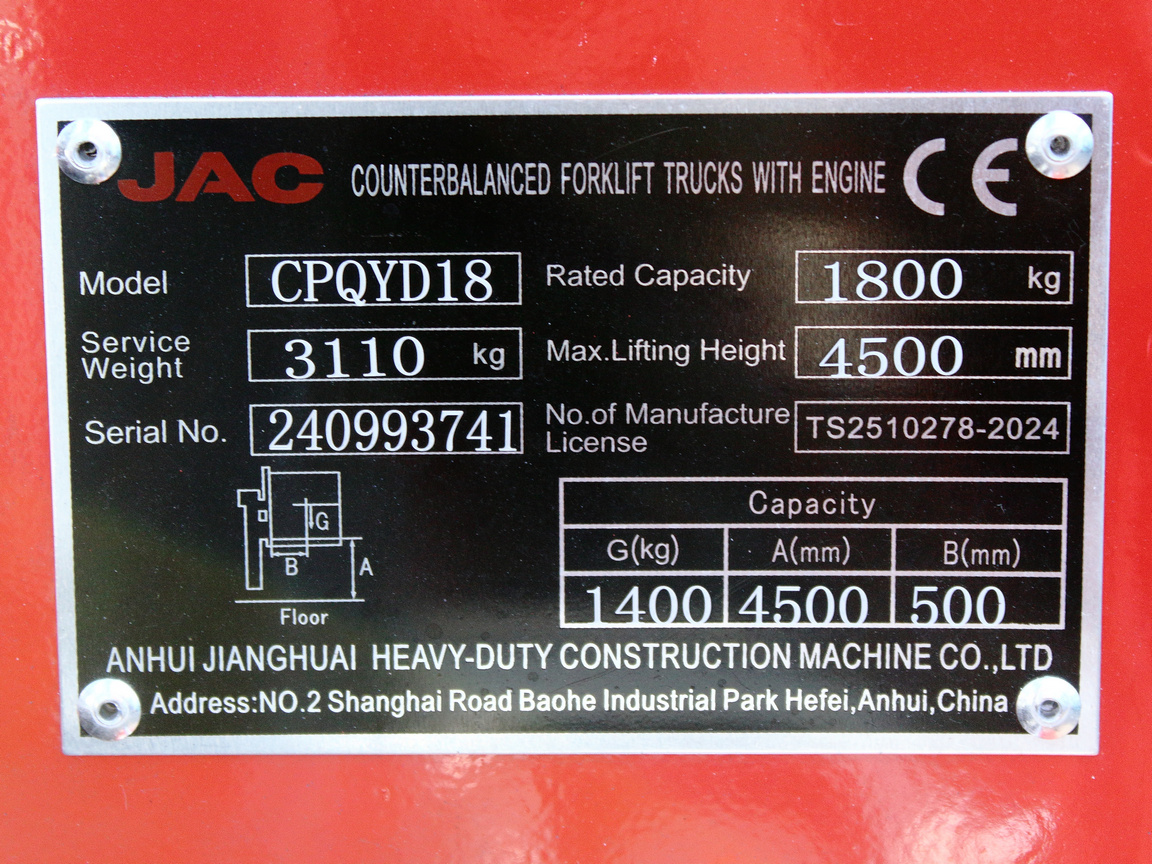 JAC COUNTERBALANCED FORKLIFT TRUCKS WITH ENGINE CE
Model CPQYD18 Rated Capacity 1800 kg
Service Weight 3110 kg Max.Lifting Height 4500 mm
Serial No. 240993741 No.of Manufacture License TS2510278-2024
G
B
A
Floor
Capacity
G(kg) A(mm) B(mm)
1400 4500 500
ANHUI JIANGHUAI HEAVY-DUTY CONSTRUCTION MACHINE CO.,LTD
Address:NO.2 Shanghai Road Baohe Industrial Park Hefei,Anhui,China